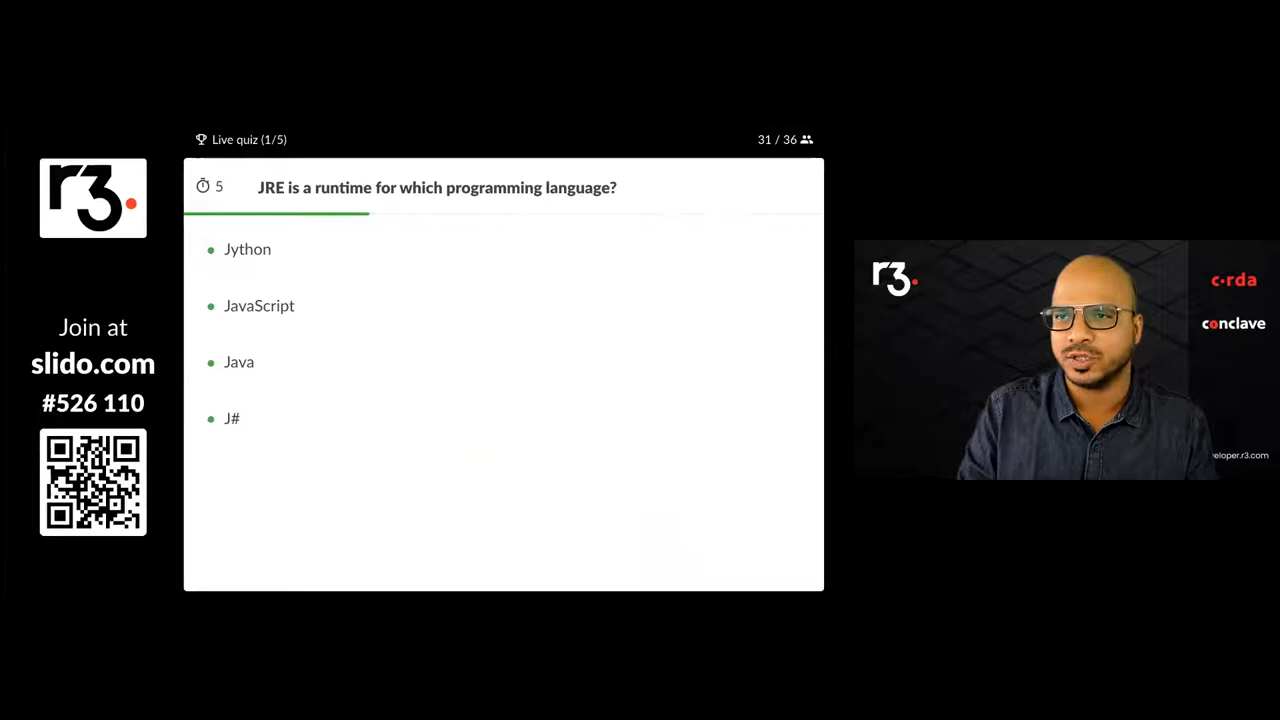 r3.
Join at
slido.com
#526 110
Live quiz (1/5)
31 / 36
5
JRE is a runtime for which programming language?
Jython
JavaScript
Java
J#
r3.
c·rda
conclave
eloper.r3.com